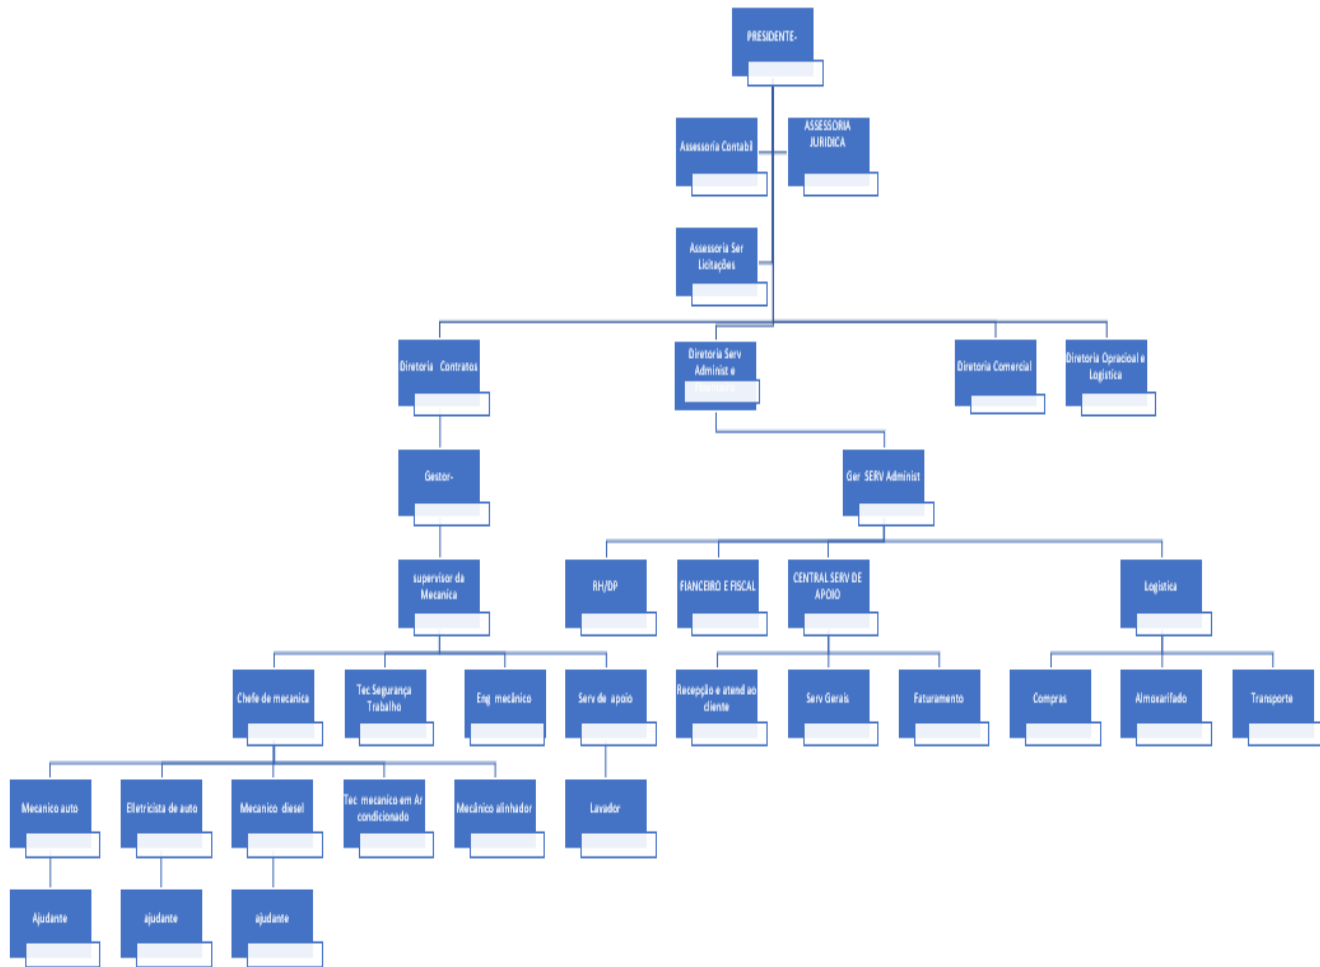 PRESIDENTE-
Assessoria Contabil
ASSESSORIA
JURIDICA
Assessoria Ser
Licitações
Diretoria Contratos
Diretoria Serv
Administ e
Diretoria Comercial
Diretoria Opracioal e
Logistica
Gestor-
Ger SERV Administ
supervisor da
Mecanica
RH/DP
FIANCEIRO E FISCAL
CENTRAL SERV DE
APOIO
Logistica
Chefe de mecanica
Tec Segurança
Trabalho
Eng mecânico
Serv de apoio
Recepção e atend ao
cliente
Serv Gerais
Faturamento
Compras
Almoxarifado
Transporte
Mecanico auto
Elletricista de auto
Mecanico diesel
Tec mecanico em Ar
condicionado
Mecânico alinhador
Lavador
Ajudante
ajudante
ajudante